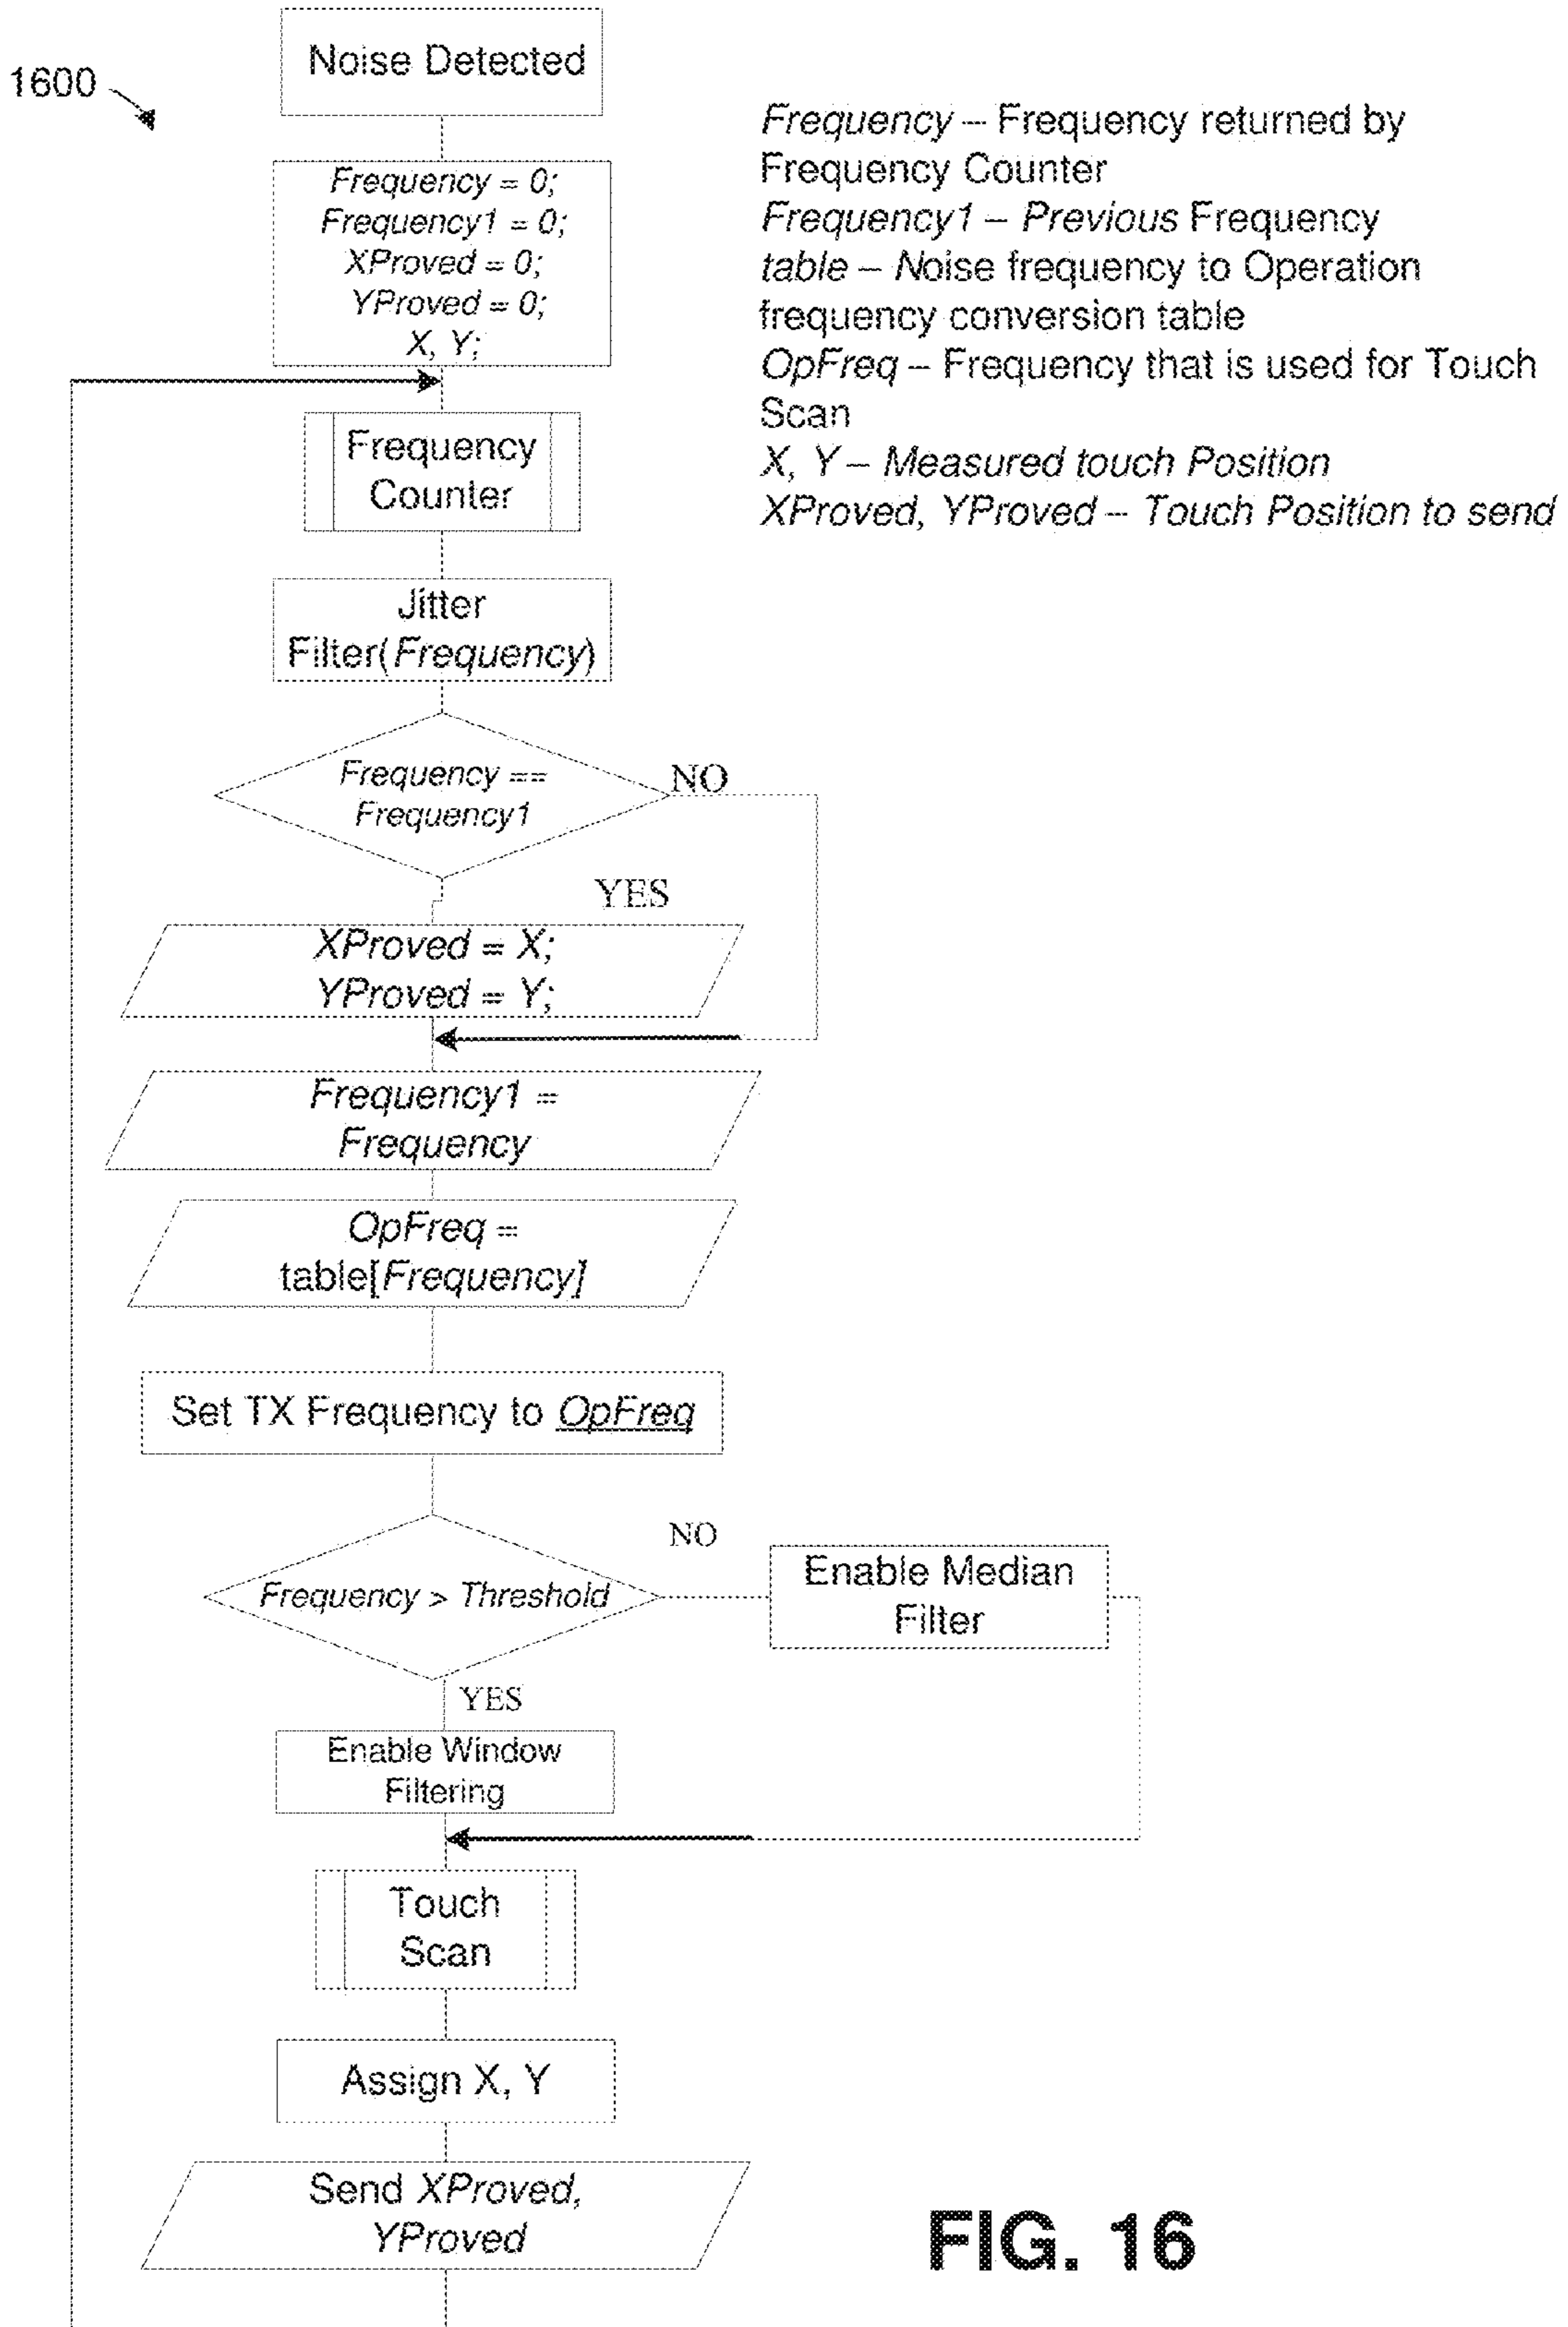 1600
Noise Detected
Frequency = 0;
Frequency1 = 0;
XProved = 0;
YProved = 0;
X, Y;
Frequency – Frequency returned by
Frequency Counter
Frequency1 – Previous Frequency
table – Noise frequency to Operation
frequency conversion table
OpFreq – Frequency that is used for Touch
Scan
X, Y – Measured touch Position
XProved, YProved – Touch Position to send
Frequency
Counter
Jitter
Filter(Frequency)
Frequency ==
Frequency1
NO
YES
XProved = X;
YProved = Y;
Frequency1 =
Frequency
OpFreq =
table[Frequency]
Set TX Frequency to OpFreq
Frequency > Threshold
NO
Enable Median
Filter
YES
Enable Window
Filtering
Touch
Scan
Assign X, Y
Send XProved,
YProved
FIG. 16